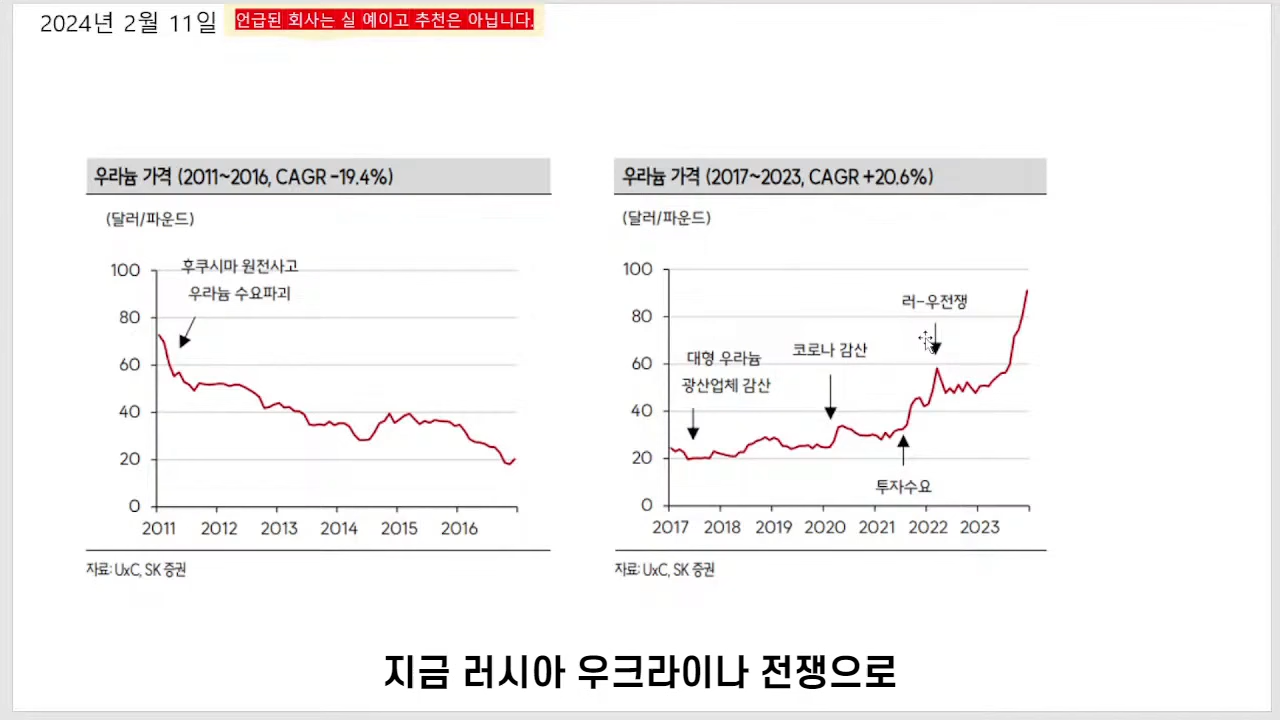 2024년 2월 11일
언급된 회사는 실 예이고 추천은 아닙니다.
우라늄 가격 (2011~2016, CAGR -19.4%)
(달러/파운드)
후쿠시마 원전사고
우라늄 수요파괴
100
80
60
40
20
0
2011 2012 2013 2014 2015 2016
자료: UxC, SK 증권
우라늄 가격 (2017~2023, CAGR +20.6%)
(달러/파운드)
러-우전쟁
코로나 감산
대형 우라늄
광산업체 감산
투자수요
100
80
60
40
20
0
2017 2018 2019 2020 2021 2022 2023
자료: UxC, SK 증권
지금 러시아 우크라이나 전쟁으로